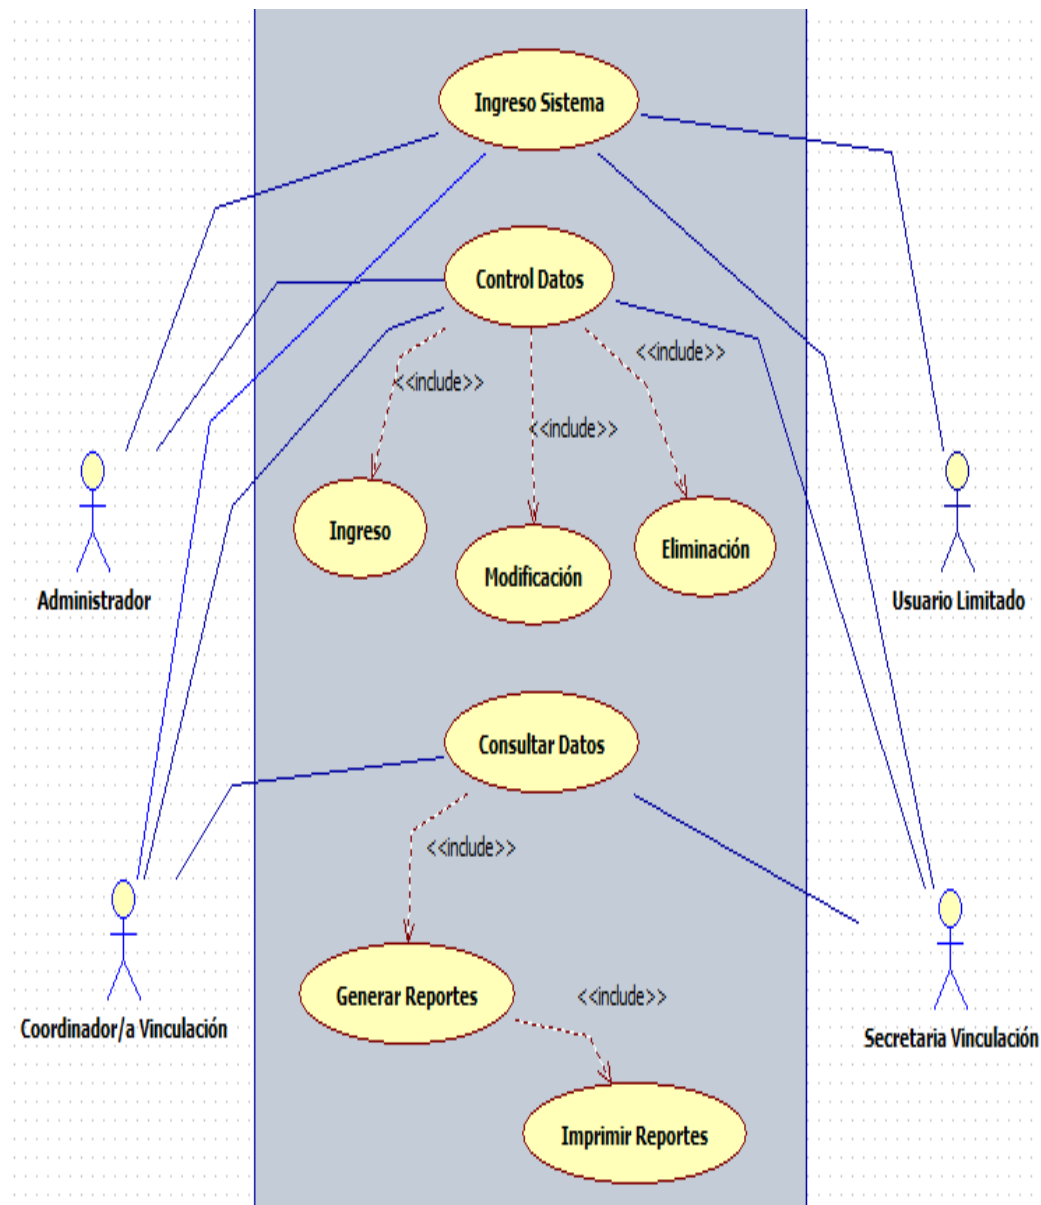 Ingreso Sistema
Control Datos
<<include>>
<<include>>
<<include>>
Ingreso
Modificación
Eliminación
Administrador
Usuario Limitado
Consultar Datos
<<include>>
Generar Reportes
<<include>>
Coordinador/a Vinculación
Secretaria Vinculación
Imprimir Reportes